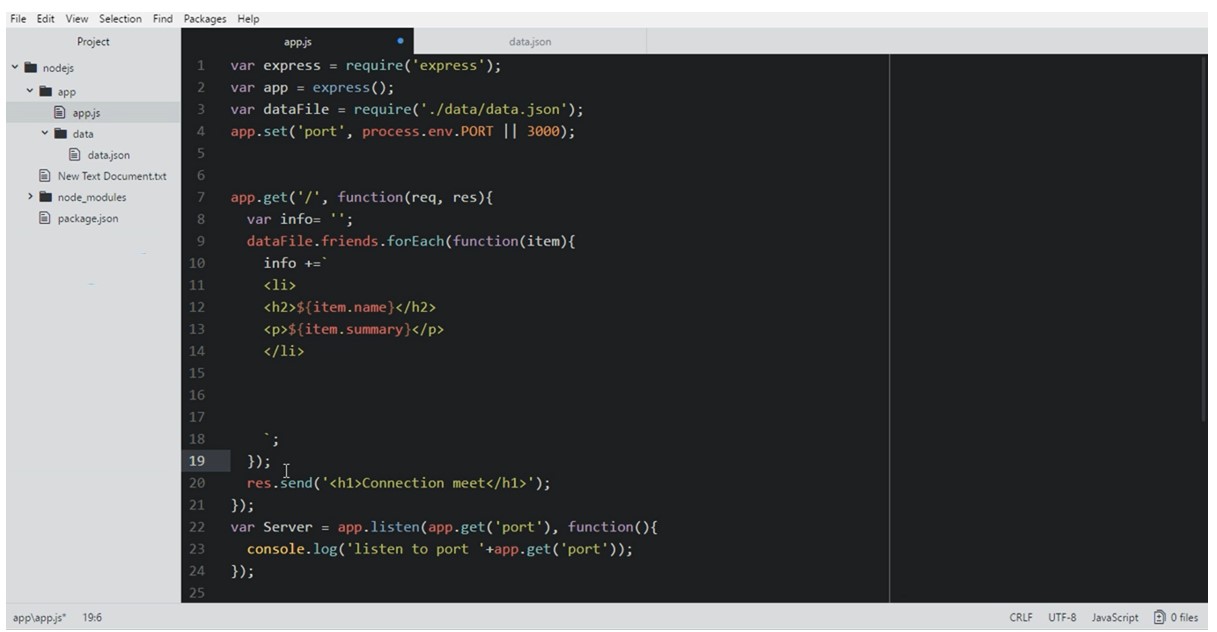 File Edit View Selection Find Packages Help
Project
app.js
data.json
nodejs
app
app.js
data
data.json
New Text Document.txt
node_modules
package.json
1 var express = require('express');
2 var app = express();
3 var dataFile = require('./data/data.json');
4 app.set('port', process.env.PORT || 3000);
5
6
7 app.get('/', function(req, res){
8 var info= '';
9 dataFile.friends.forEach(function(item){
10 info +=`
11 <li>
12 <h2>${item.name}</h2>
13 <p>${item.summary}</p>
14 </li>
15
16
17
18 `;
19 });
20 res.send('<h1>Connection meet</h1>');
21 });
22 var Server = app.listen(app.get('port'), function(){
23 console.log('listen to port '+app.get('port'));
24 });
25
app\app.js* 19:6 CRLF UTF-8 JavaScript 0 files